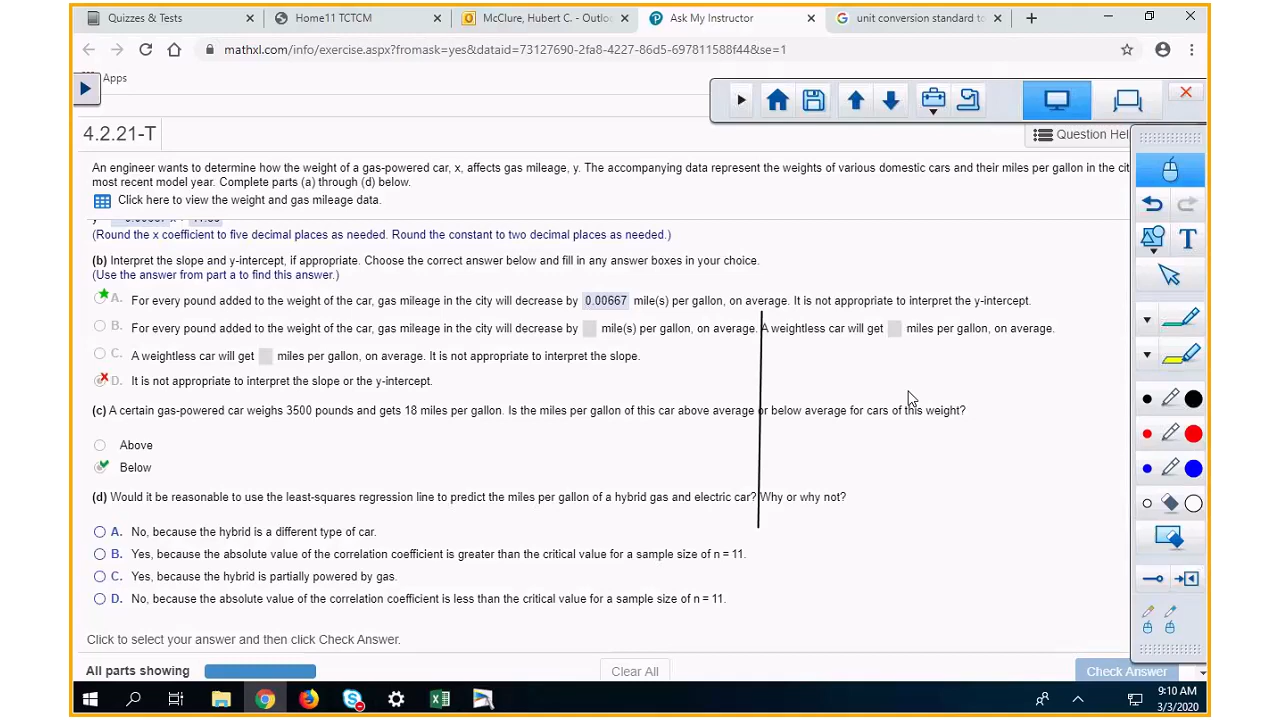 Quizzes & Tests
Home11 TCTCM
McClure, Hubert C. - Outlo
Ask My Instructor
unit conversion standard to
mathxl.com/info/exercise.aspx?fromask=yes&dataid=73127690-2fa8-4227-86d5-697811588f44&se=1
Apps
4.2.21-T
Question Hel
An engineer wants to determine how the weight of a gas-powered car, x, affects gas mileage, y. The accompanying data represent the weights of various domestic cars and their miles per gallon in the cit
most recent model year. Complete parts (a) through (d) below.
Click here to view the weight and gas mileage data.
(Round the x coefficient to five decimal places as needed. Round the constant to two decimal places as needed.)
(b) Interpret the slope and y-intercept, if appropriate. Choose the correct answer below and fill in any answer boxes in your choice.
(Use the answer from part a to find this answer.)
A. For every pound added to the weight of the car, gas mileage in the city will decrease by 0.00667 mile(s) per gallon, on average. It is not appropriate to interpret the y-intercept.
B. For every pound added to the weight of the car, gas mileage in the city will decrease by mile(s) per gallon, on average. A weightless car will get miles per gallon, on average.
C. A weightless car will get miles per gallon, on average. It is not appropriate to interpret the slope.
D. It is not appropriate to interpret the slope or the y-intercept.
(c) A certain gas-powered car weighs 3500 pounds and gets 18 miles per gallon. Is the miles per gallon of this car above average or below average for cars of this weight?
Above
Below
(d) Would it be reasonable to use the least-squares regression line to predict the miles per gallon of a hybrid gas and electric car? Why or why not?
A. No, because the hybrid is a different type of car.
B. Yes, because the absolute value of the correlation coefficient is greater than the critical value for a sample size of n = 11.
C. Yes, because the hybrid is partially powered by gas.
D. No, because the absolute value of the correlation coefficient is less than the critical value for a sample size of n = 11.
Click to select your answer and then click Check Answer.
All parts showing
Clear All
Check Answer
9:10 AM
3/3/2020